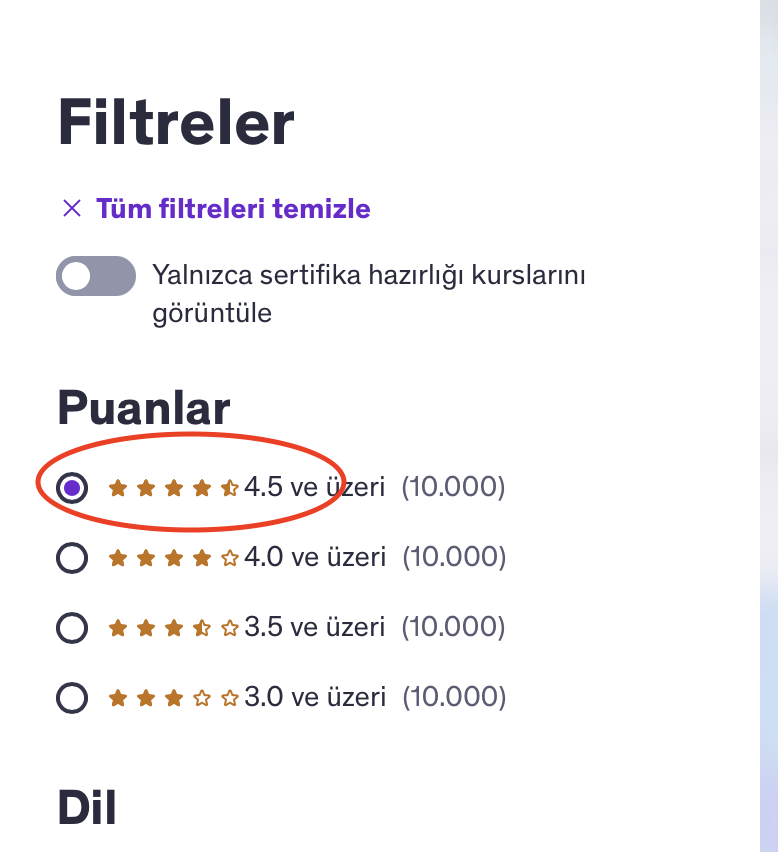 Filtreler
Tüm filtreleri temizle
Yalnızca sertifika hazırlığı kurslarını
görüntüle
Puanlar
4.5 ve üzeri (10.000)
4.0 ve üzeri (10.000)
3.5 ve üzeri (10.000)
3.0 ve üzeri (10.000)
Dil